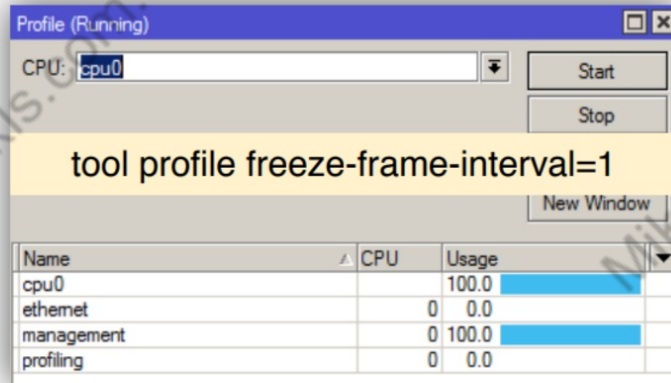 Profile (Running)
CPU: cpu0
Start
Stop
tool profile freeze-frame-interval=1
New Window
Name CPU Usage
cpu0 100.0
ethernet 0 0.0
management 0 100.0
profiling 0 0.0